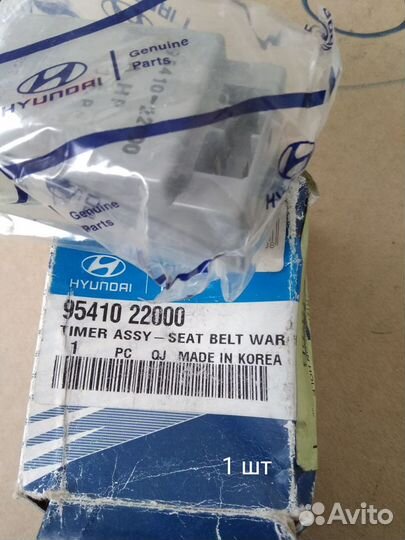 HYUNDAI
Genuine
Parts
HYUNDAI
Genuine
Parts
HYUNDAI
95410 22000
TIMER ASSY-SEAT BELT WAR
1 PC QJ MADE IN KOREA
1 шт
Avito